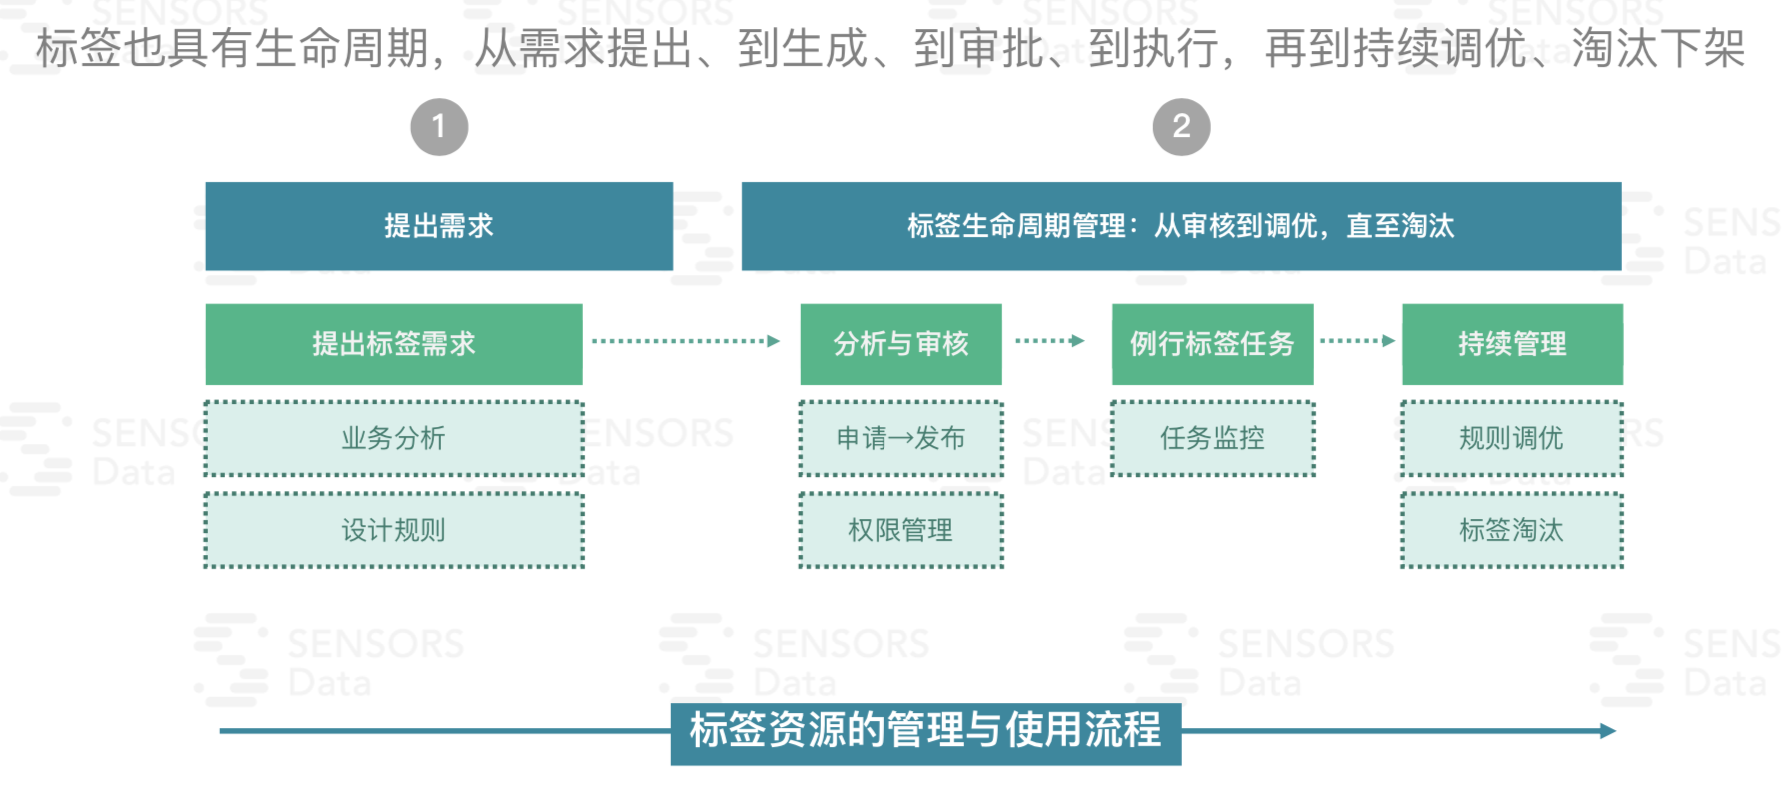 标签也具有生命周期，从需求提出、到生成、到审批、到执行，再到持续调优、淘汰下架
1
2
提出需求
标签生命周期管理：从审核到调优，直至淘汰
提出标签需求
分析与审核
例行标签任务
持续管理
业务分析
申请→发布
任务监控
规则调优
设计规则
权限管理
标签淘汰
SENSORS
Data
SENSORS
Data
SENSORS
Data
SENS
Data
标签资源的管理与使用流程